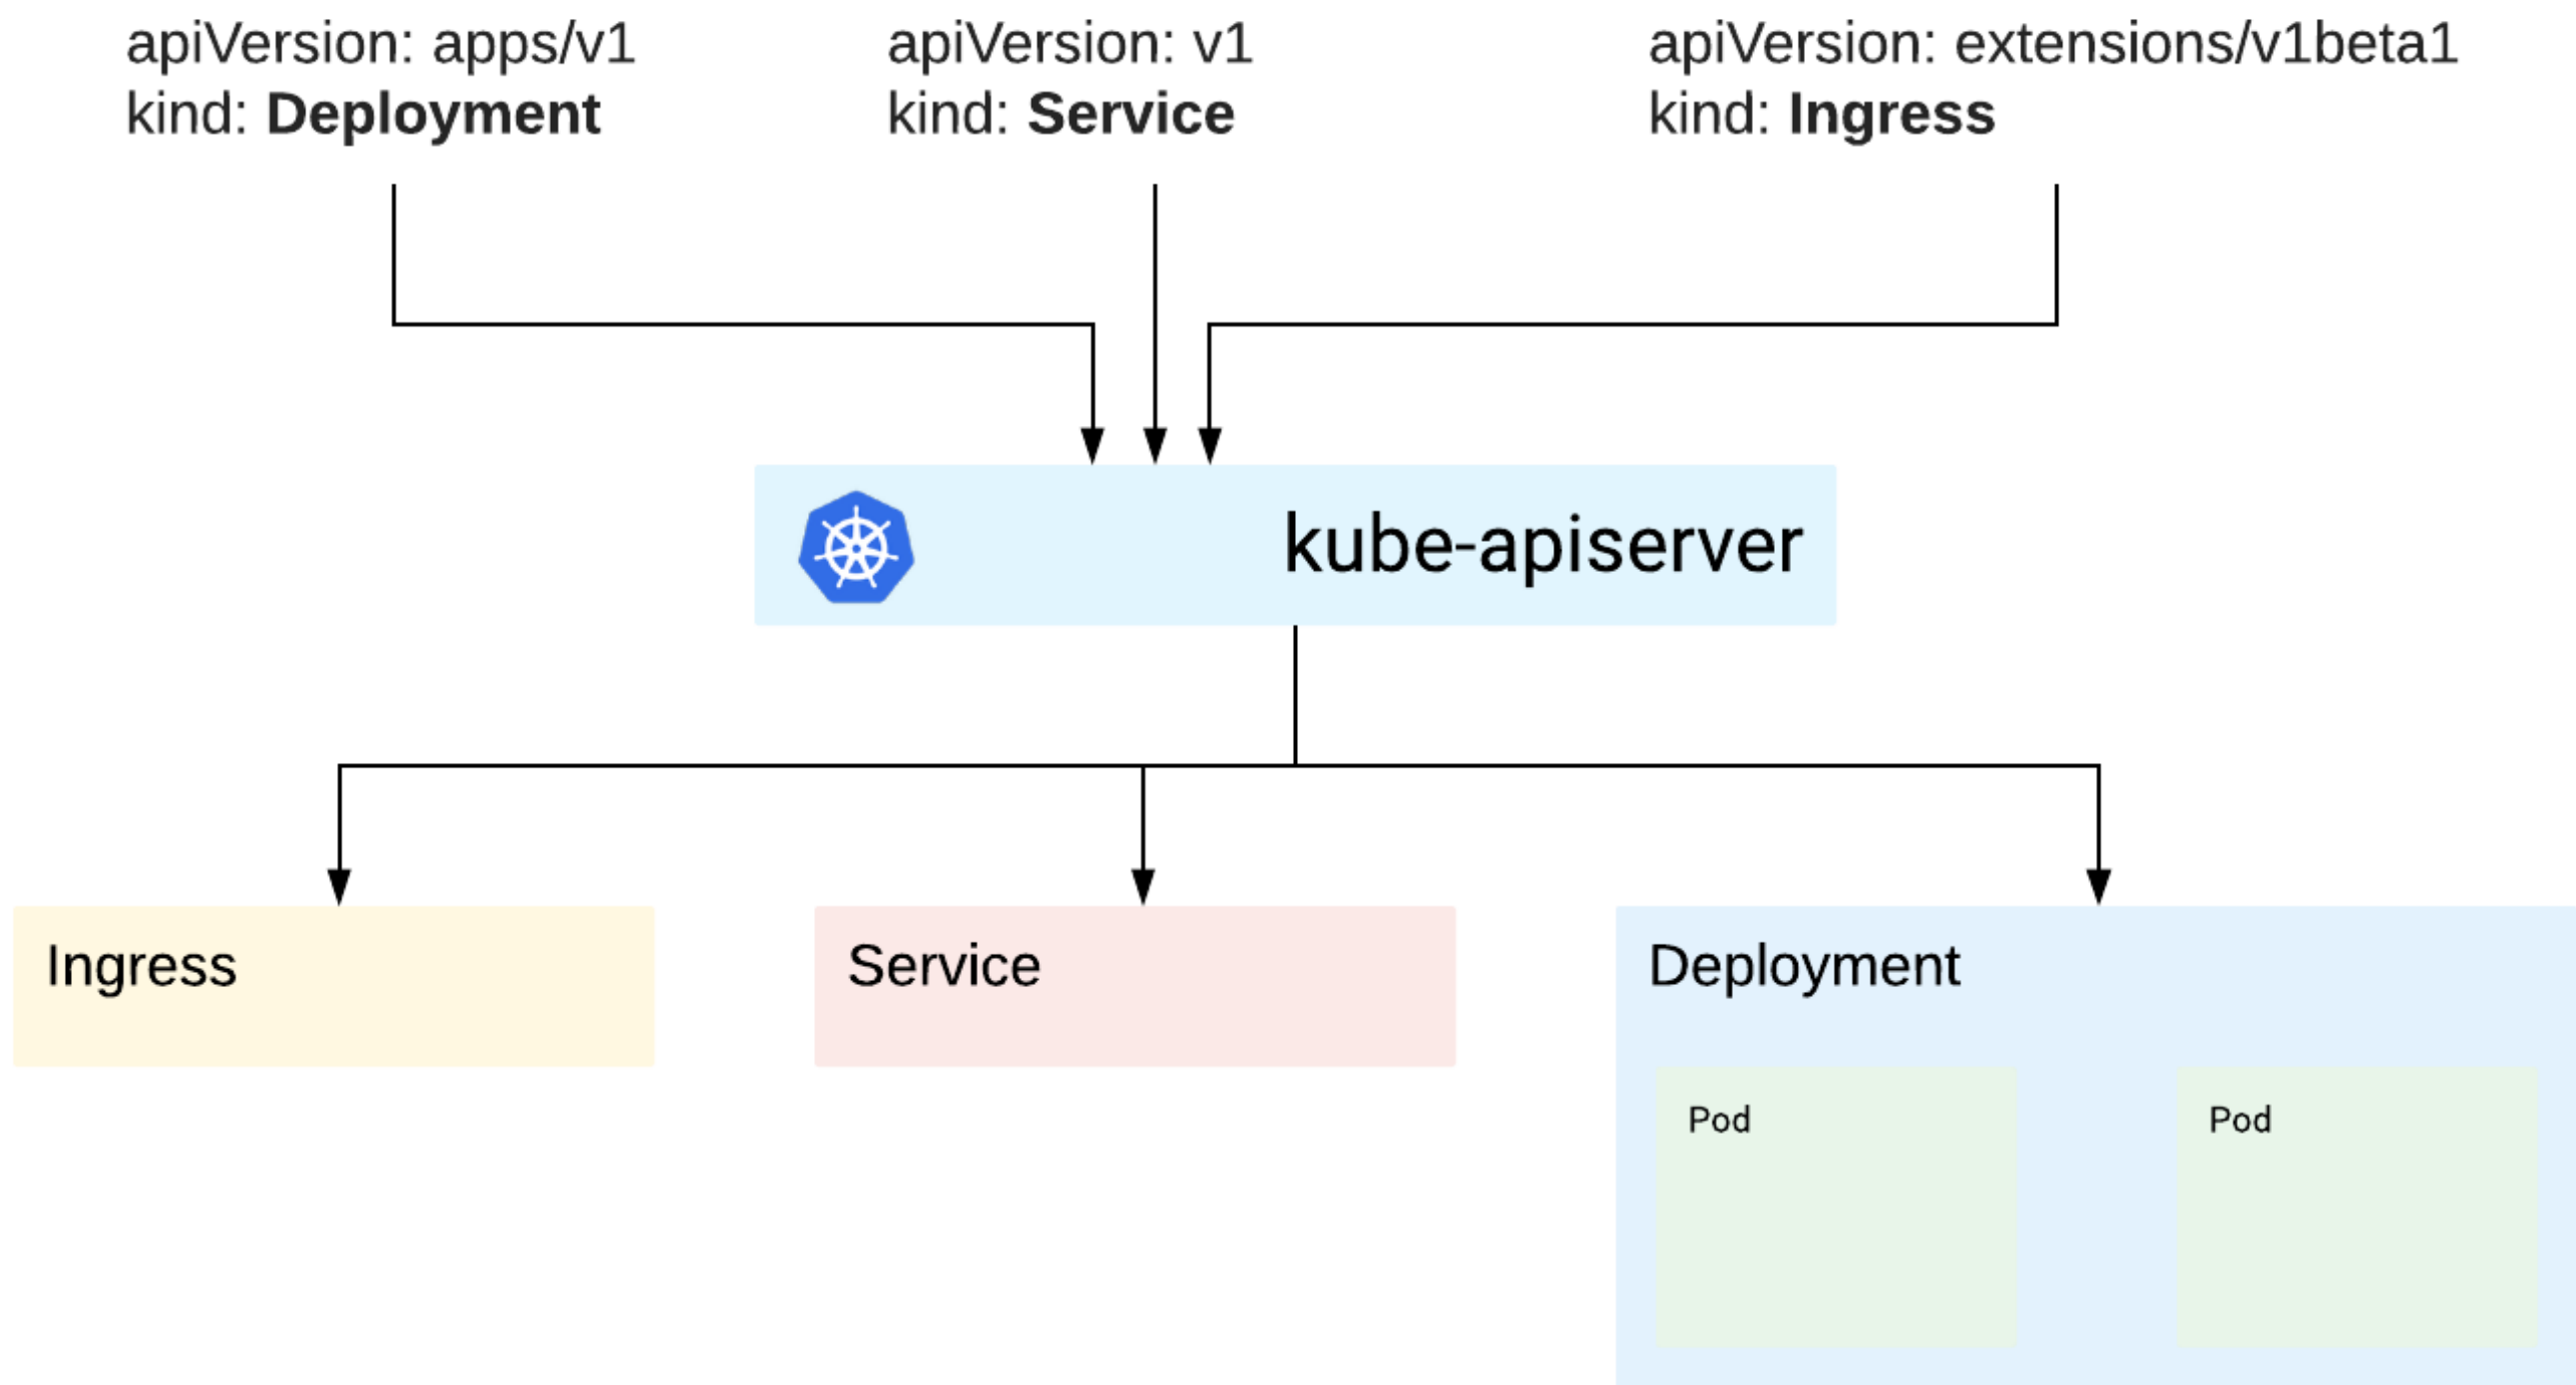 apiVersion: apps/v1
kind: Deployment
apiVersion: v1
kind: Service
apiVersion: extensions/v1beta1
kind: Ingress
kube-apiserver
Ingress
Service
Deployment
Pod
Pod